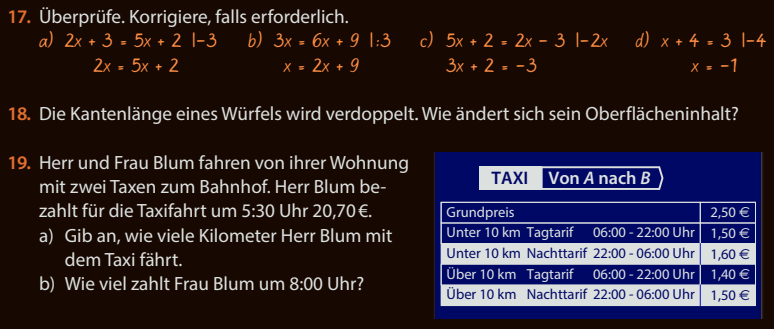 17. Überprüfe. Korrigiere, falls erforderlich.
a) 2x + 3 = 5x + 2 |–3 b) 3x = 6x + 9 |:3 c) 5x + 2 = 2x – 3 |–2x d) x + 4 = 3 |–4
2x = 5x + 2 x = 2x + 9 3x + 2 = –3 x = –1
18. Die Kantenlänge eines Würfels wird verdoppelt. Wie ändert sich sein Oberflächeninhalt?
19. Herr und Frau Blum fahren von ihrer Wohnung
mit zwei Taxen zum Bahnhof. Herr Blum be-
zahlt für die Taxifahrt um 5:30 Uhr 20,70 €.
a) Gib an, wie viele Kilometer Herr Blum mit
dem Taxi fährt.
b) Wie viel zahlt Frau Blum um 8:00 Uhr?
TAXI Von A nach B
Grundpreis 2,50 €
Unter 10 km Tagtarif 06:00 - 22:00 Uhr 1,50 €
Unter 10 km Nachttarif 22:00 - 06:00 Uhr 1,60 €
Über 10 km Tagtarif 06:00 - 22:00 Uhr 1,40 €
Über 10 km Nachttarif 22:00 - 06:00 Uhr 1,50 €